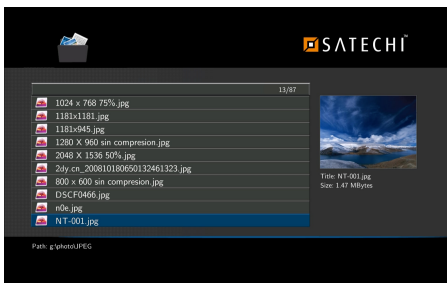 SATECHI
13/87
1024 x 768 75%.jpg
1181x1181.jpg
1181x945.jpg
1280 X 960 sin compresion.jpg
2048 X 1536 50%.jpg
2dy.cn_200810180650132461323.jpg
800 x 600 sin compresion.jpg
DSCF0466.jpg
n0e.jpg
NT-001.jpg
Title: NT-001.jpg
Size: 1.47 MBytes
Path: g:\photo\JPEG